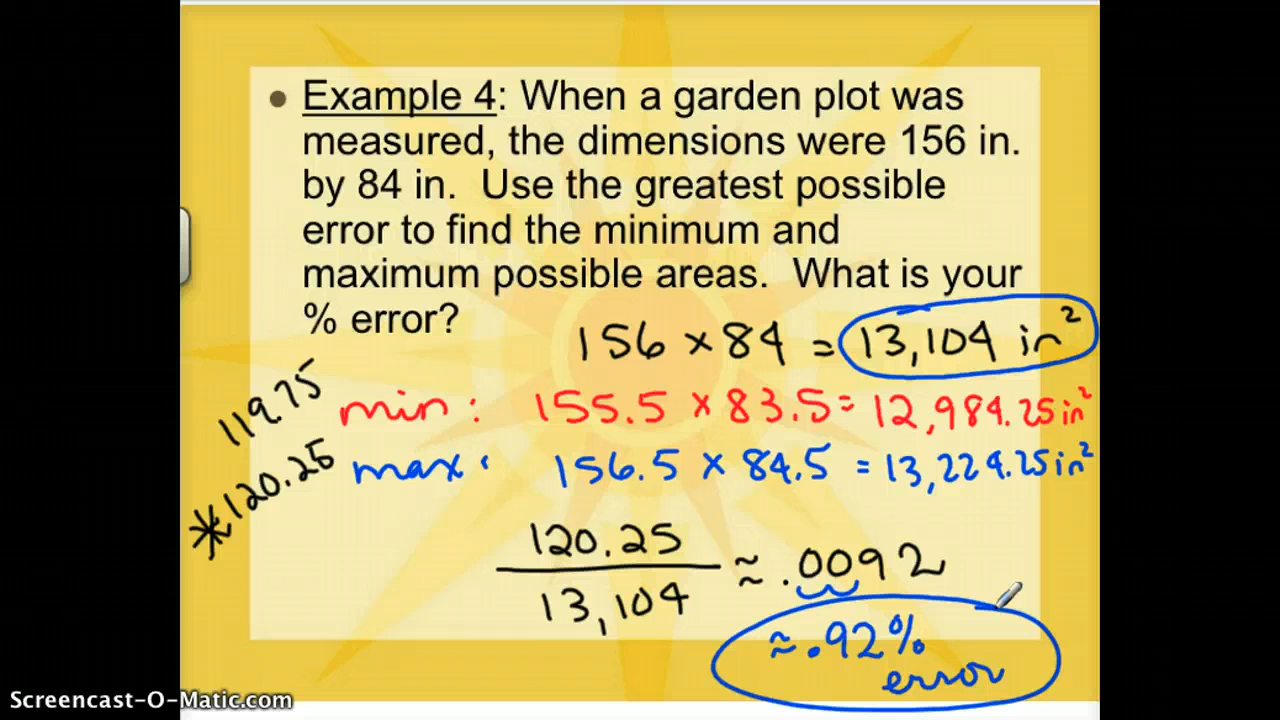 • Example 4: When a garden plot was
measured, the dimensions were 156 in.
by 84 in. Use the greatest possible
error to find the minimum and
maximum possible areas. What is your
% error?
156 × 84 = 13,104 in²
119.75
min: 155.5 × 83.5 = 12,984.25 in²
*120.25
max: 156.5 × 84.5 = 13,224.25 in²
120.25
13,104
≈ .0092
≈ .92%
error
Screencast-O-Matic.com